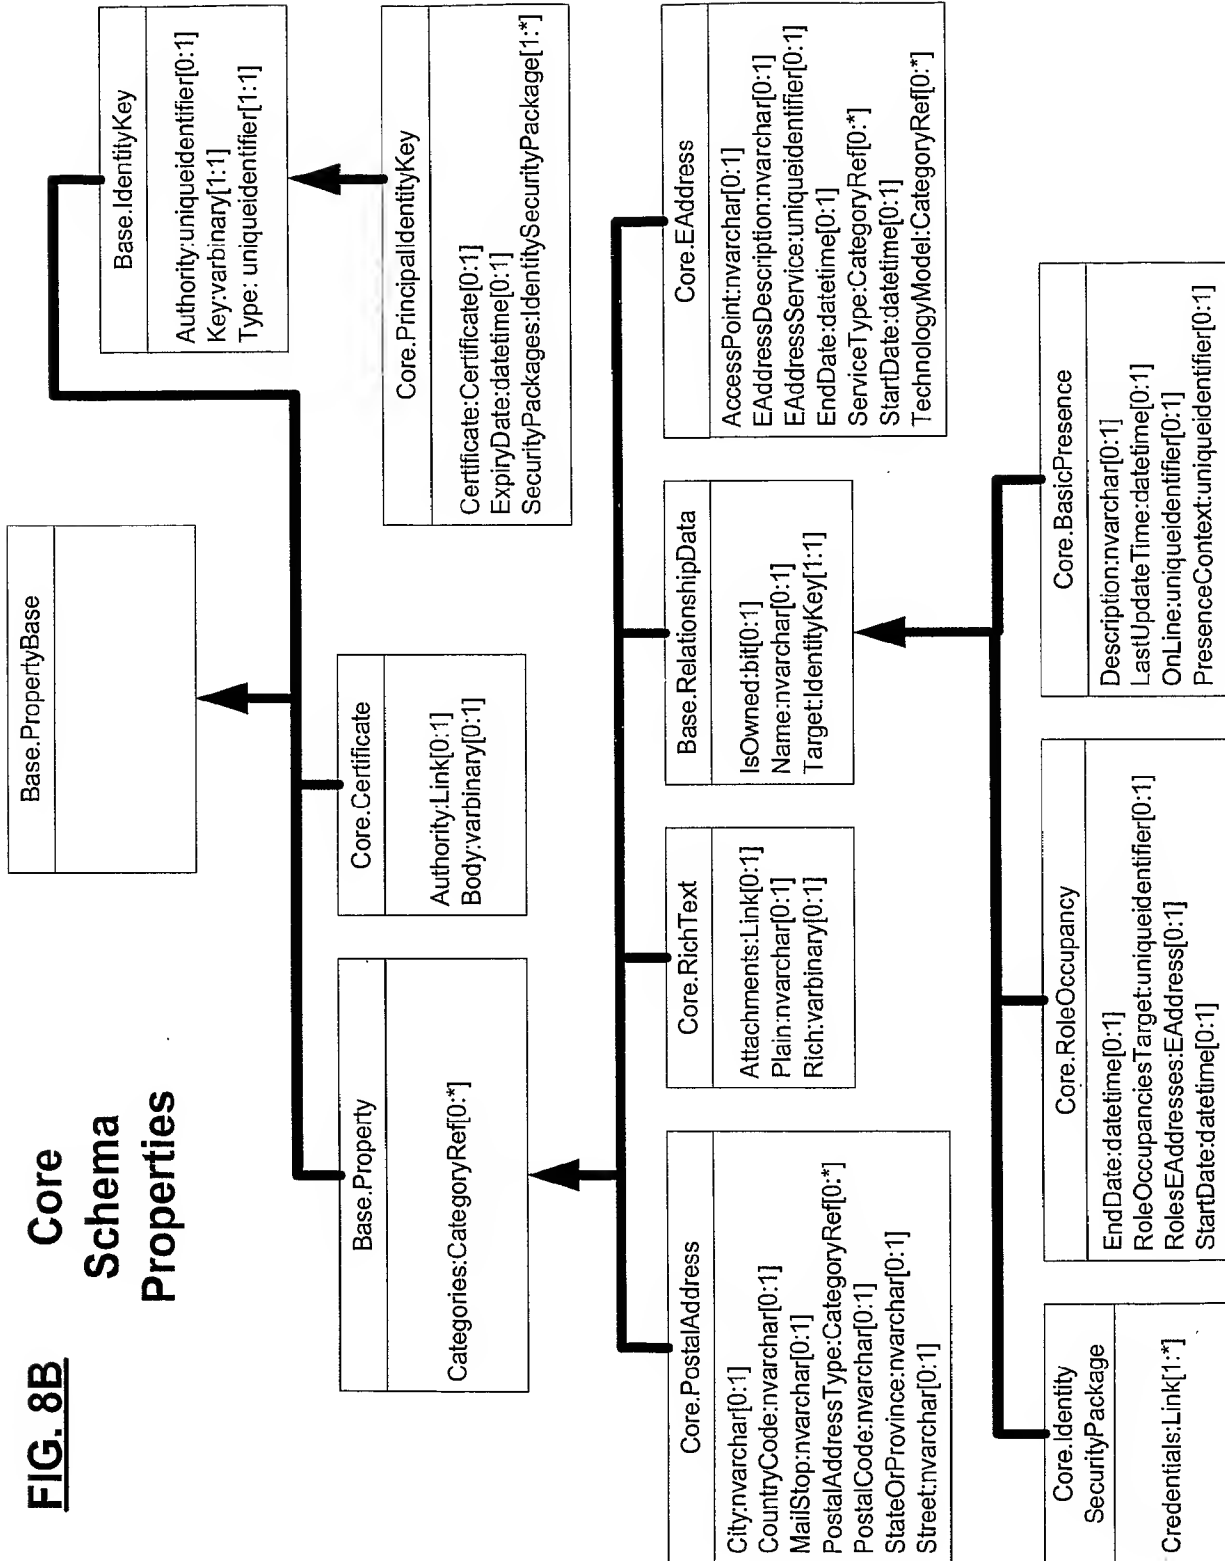 FIG. 8B
Core
Schema
Properties
Base.PropertyBase
Base.Property
Categories:CategoryRef[0:*]
Core.Certificate
Authority:Link[0:1]
Body:varbinary[0:1]
Base.IdentityKey
Authority:uniqueidentifier[0:1]
Key:varbinary[1:1]
Type: uniqueidentifier[1:1]
Core.PrincipalIdentityKey
Certificate:Certificate[0:1]
ExpiryDate:datetime[0:1]
SecurityPackages:IdentitySecurityPackage[1:*]
Core.PostalAddress
City:nvarchar[0:1]
CountryCode:nvarchar[0:1]
MailStop:nvarchar[0:1]
PostalAddressType:CategoryRef[0:*]
PostalCode:nvarchar[0:1]
StateOrProvince:nvarchar[0:1]
Street:nvarchar[0:1]
Core.RichText
Attachments:Link[0:1]
Plain:nvarchar[0:1]
Rich:varbinary[0:1]
Base.RelationshipData
IsOwned:bit[0:1]
Name:nvarchar[0:1]
Target:IdentityKey[1:1]
Core.EAddress
AccessPoint:nvarchar[0:1]
EAddressDescription:nvarchar[0:1]
EAddressService:uniqueidentifier[0:1]
EndDate:datetime[0:1]
ServiceType:CategoryRef[0:*]
StartDate:datetime[0:1]
TechnologyModel:CategoryRef[0:*]
Core.Identity
SecurityPackage
Credentials:Link[1:*]
Core.RoleOccupancy
EndDate:datetime[0:1]
RoleOccupanciesTarget:uniqueidentifier[0:1]
RolesEAddresses:EAddress[0:1]
StartDate:datetime[0:1]
Core.BasicPresence
Description:nvarchar[0:1]
LastUpdateTime:datetime[0:1]
OnLine:uniqueidentifier[0:1]
PresenceContext:uniqueidentifier[0:1]